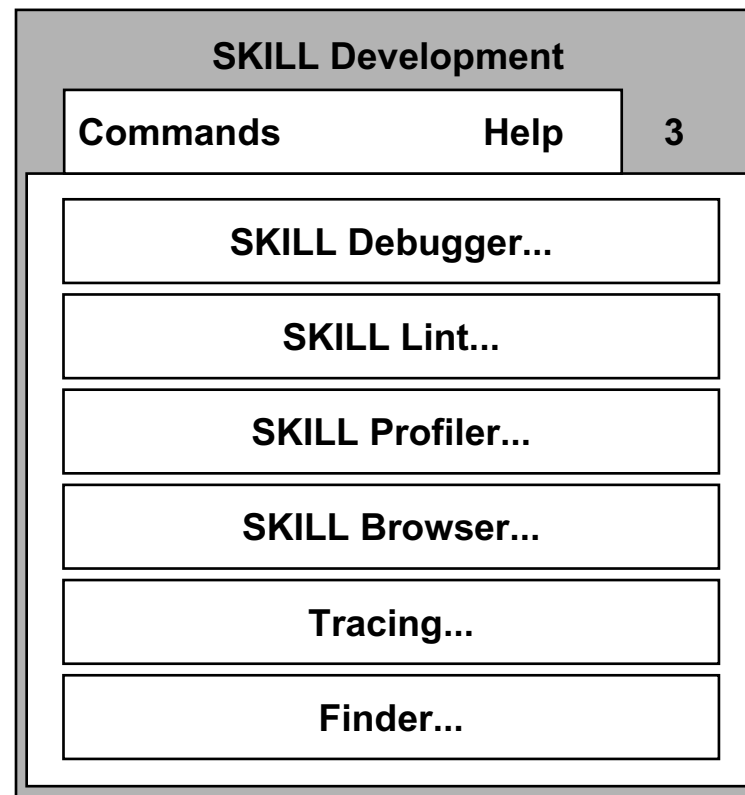 SKILL Development
Commands Help 3
SKILL Debugger...
SKILL Lint...
SKILL Profiler...
SKILL Browser...
Tracing...
Finder...